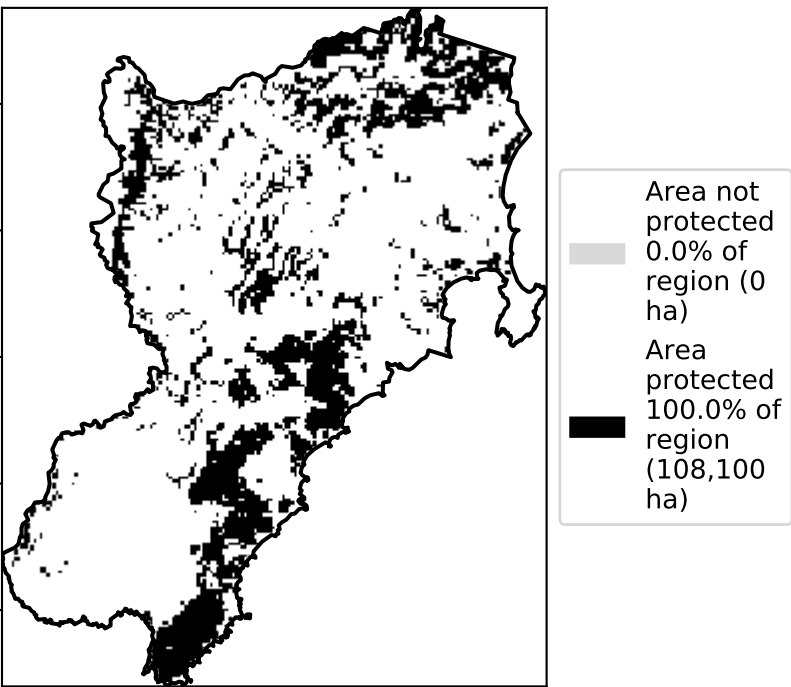 Area not
protected
0.0% of
region (0
ha)
Area
protected
100.0% of
region
(108,100
ha)